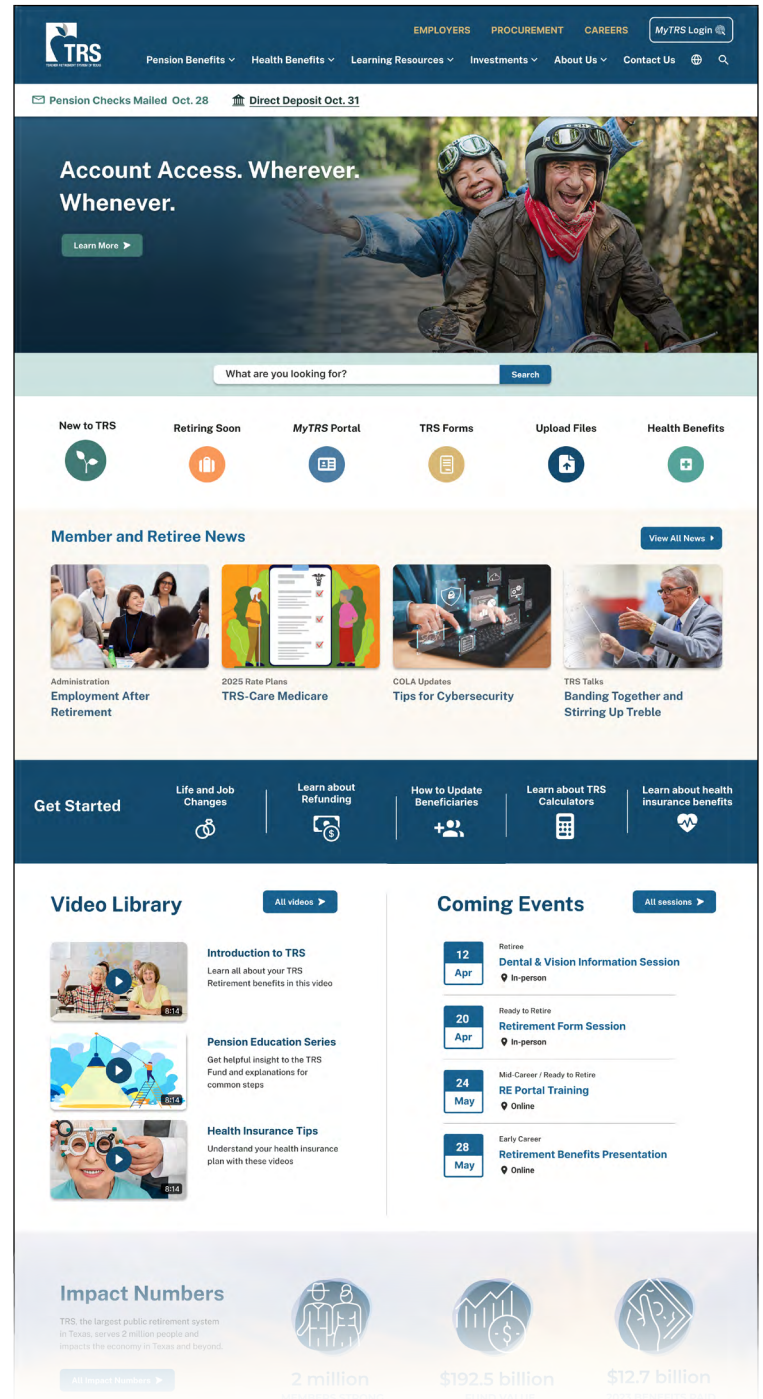 EMPLOYERS PROCUREMENT CAREERS MyTRS Login
TRS
Pension Benefits Health Benefits Learning Resources Investments About Us Contact Us
Pension Checks Mailed Oct. 28 Direct Deposit Oct. 31
Account Access. Wherever.
Whenever.
Learn More
What are you looking for? Search
New to TRS Retiring Soon MyTRS Portal TRS Forms Upload Files Health Benefits
Member and Retiree News View All News
Administration
Employment After
Retirement
2025 Rate Plans
TRS-Care Medicare
COLA Updates
Tips for Cybersecurity
TRS Talks
Banding Together and
Stirring Up Treble
Get Started
Life and Job
Changes
Learn about
Refunding
How to Update
Beneficiaries
Learn about TRS
Calculators
Learn about health
insurance benefits
Video Library All videos
8:14
Introduction to TRS
Learn all about your TRS
Retirement benefits in this video
8:14
Pension Education Series
Get helpful insight to the TRS
Fund and explanations for
common steps
8:14
Health Insurance Tips
Understand your health insurance
plan with these videos
Coming Events All sessions
12
Apr
Retiree
Dental & Vision Information Session
In-person
20
Apr
Ready to Retire
Retirement Form Session
In-person
24
May
Mid-Career / Ready to Retire
RE Portal Training
Online
28
May
Early Career
Retirement Benefits Presentation
Online
Impact Numbers
TRS, the largest public retirement system
in Texas, serves 2 million people and
impacts the economy in Texas and beyond.
All Impact Numbers
2 million
$192.5 billion
$12.7 billion